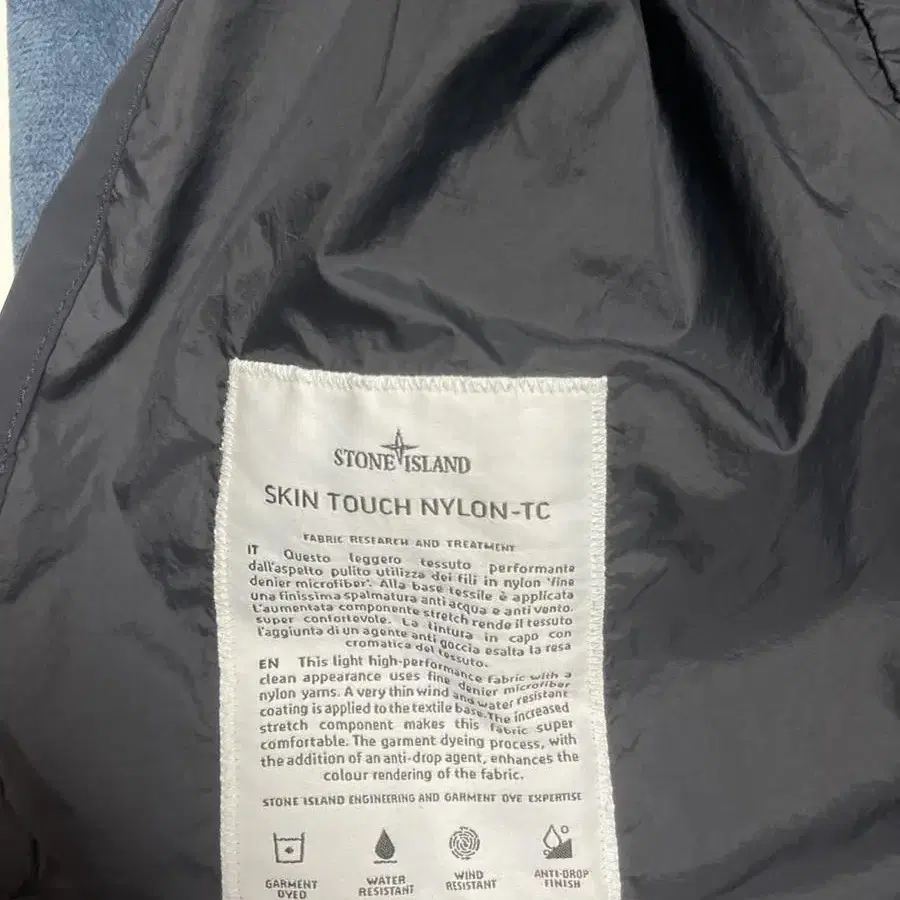 STONE ISLAND
SKIN TOUCH NYLON-TC
FABRIC RESEARCH AND TREATMENT
IT Questo leggero tessuto performante
dall'aspetto pulito utilizza dei fili in nylon 'fine
denier microfiber'. Alla base tessile è applicata
una finissima spalmatura anti acqua e anti vento.
L'aumentata componente stretch rende il tessuto
super confortevole. La tintura in capo con
l'aggiunta di un agente anti goccia esalta la resa
cromatica del tessuto.
EN This light high-performance fabric with a
clean appearance uses fine denier microfiber
nylon yarns. A very thin wind and water resistant
coating is applied to the textile base. The increased
stretch component makes this fabric super
comfortable. The garment dyeing process, with
the addition of an anti-drop agent, enhances the
colour rendering of the fabric.
STONE ISLAND ENGINEERING AND GARMENT DYE EXPERTISE
GARMENT
DYED
WATER
RESISTANT
WIND
RESISTANT
ANTI-DROP
FINISH